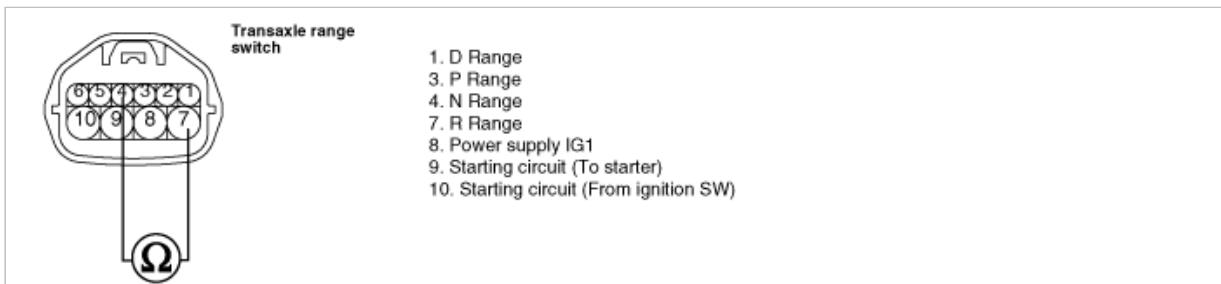 Transaxle range
switch
1. D Range
3. P Range
4. N Range
7. R Range
8. Power supply IG1
9. Starting circuit (To starter)
10. Starting circuit (From ignition SW)
6 5 4 3 2 1
10 9 8 7
Ω